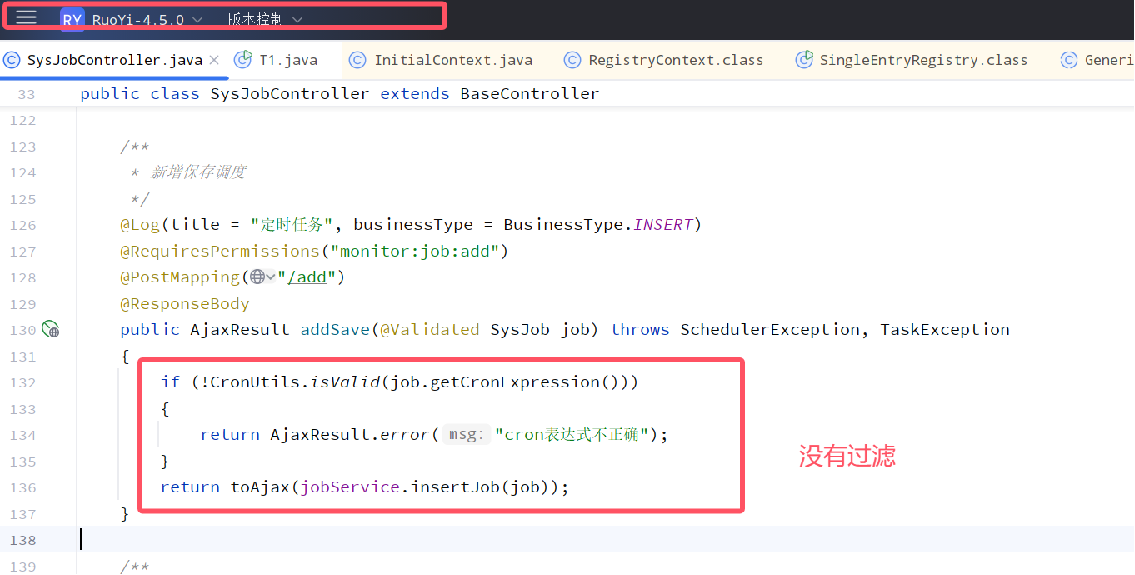 RY RuoYi-4.5.0 版本控制
SysJobController.java T1.java InitialContext.java RegistryContext.class SingleEntryRegistry.class Generi
33 public class SysJobController extends BaseController
122
123 /**
124 * 新增保存调度
125 */
126 @Log(title = "定时任务", businessType = BusinessType.INSERT)
127 @RequiresPermissions("monitor:job:add")
128 @PostMapping("/add")
129 @ResponseBody
130 public AjaxResult addSave(@Validated SysJob job) throws SchedulerException, TaskException
131 {
132 if (!CronUtils.isValid(job.getCronExpression()))
133 {
134 return AjaxResult.error( msg: "cron表达式不正确");
135 }
没有过滤
136 return toAjax(jobService.insertJob(job));
137 }
138
139 /**